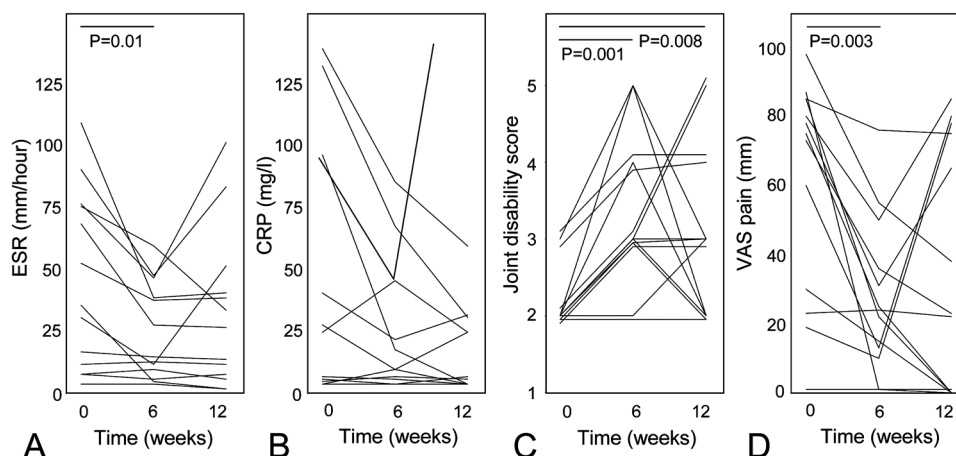 P=0.01
ESR (mm/hour)
125
100
75
50
25
0
0 6 12
Time (weeks)
A
CRP (mg/l)
125
100
75
50
25
0
0 6 12
Time (weeks)
B
P=0.008
P=0.001
Joint disability score
5
4
3
2
1
0 6 12
Time (weeks)
C
P=0.003
VAS pain (mm)
100
80
60
40
20
0
0 6 12
Time (weeks)
D